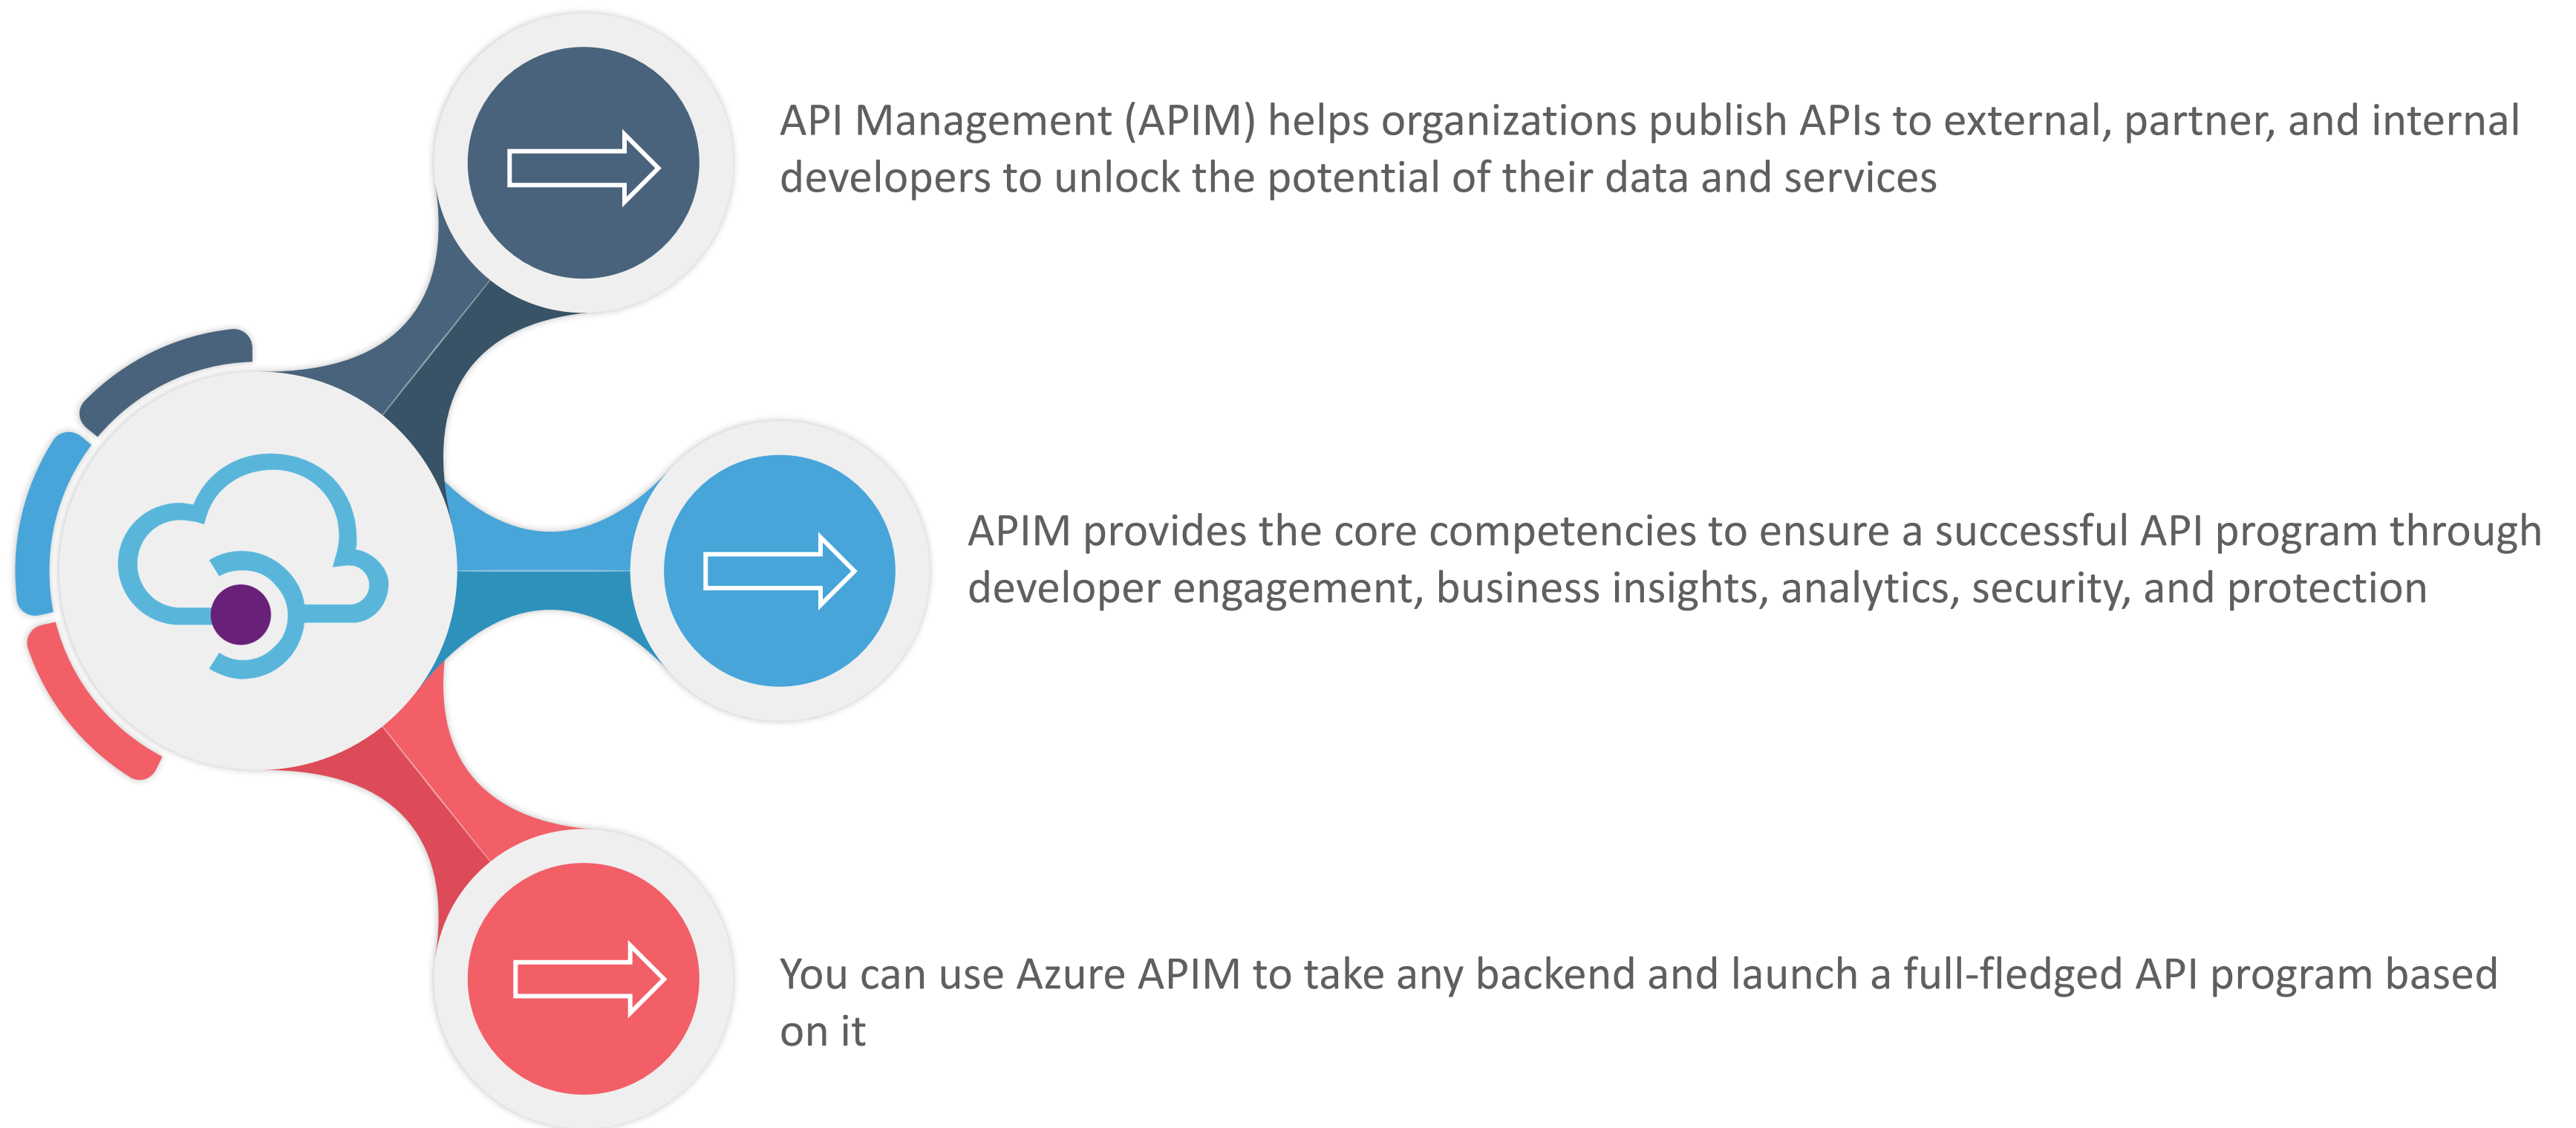 API Management (APIM) helps organizations publish APIs to external, partner, and internal
developers to unlock the potential of their data and services
APIM provides the core competencies to ensure a successful API program through
developer engagement, business insights, analytics, security, and protection
You can use Azure APIM to take any backend and launch a full-fledged API program based
on it